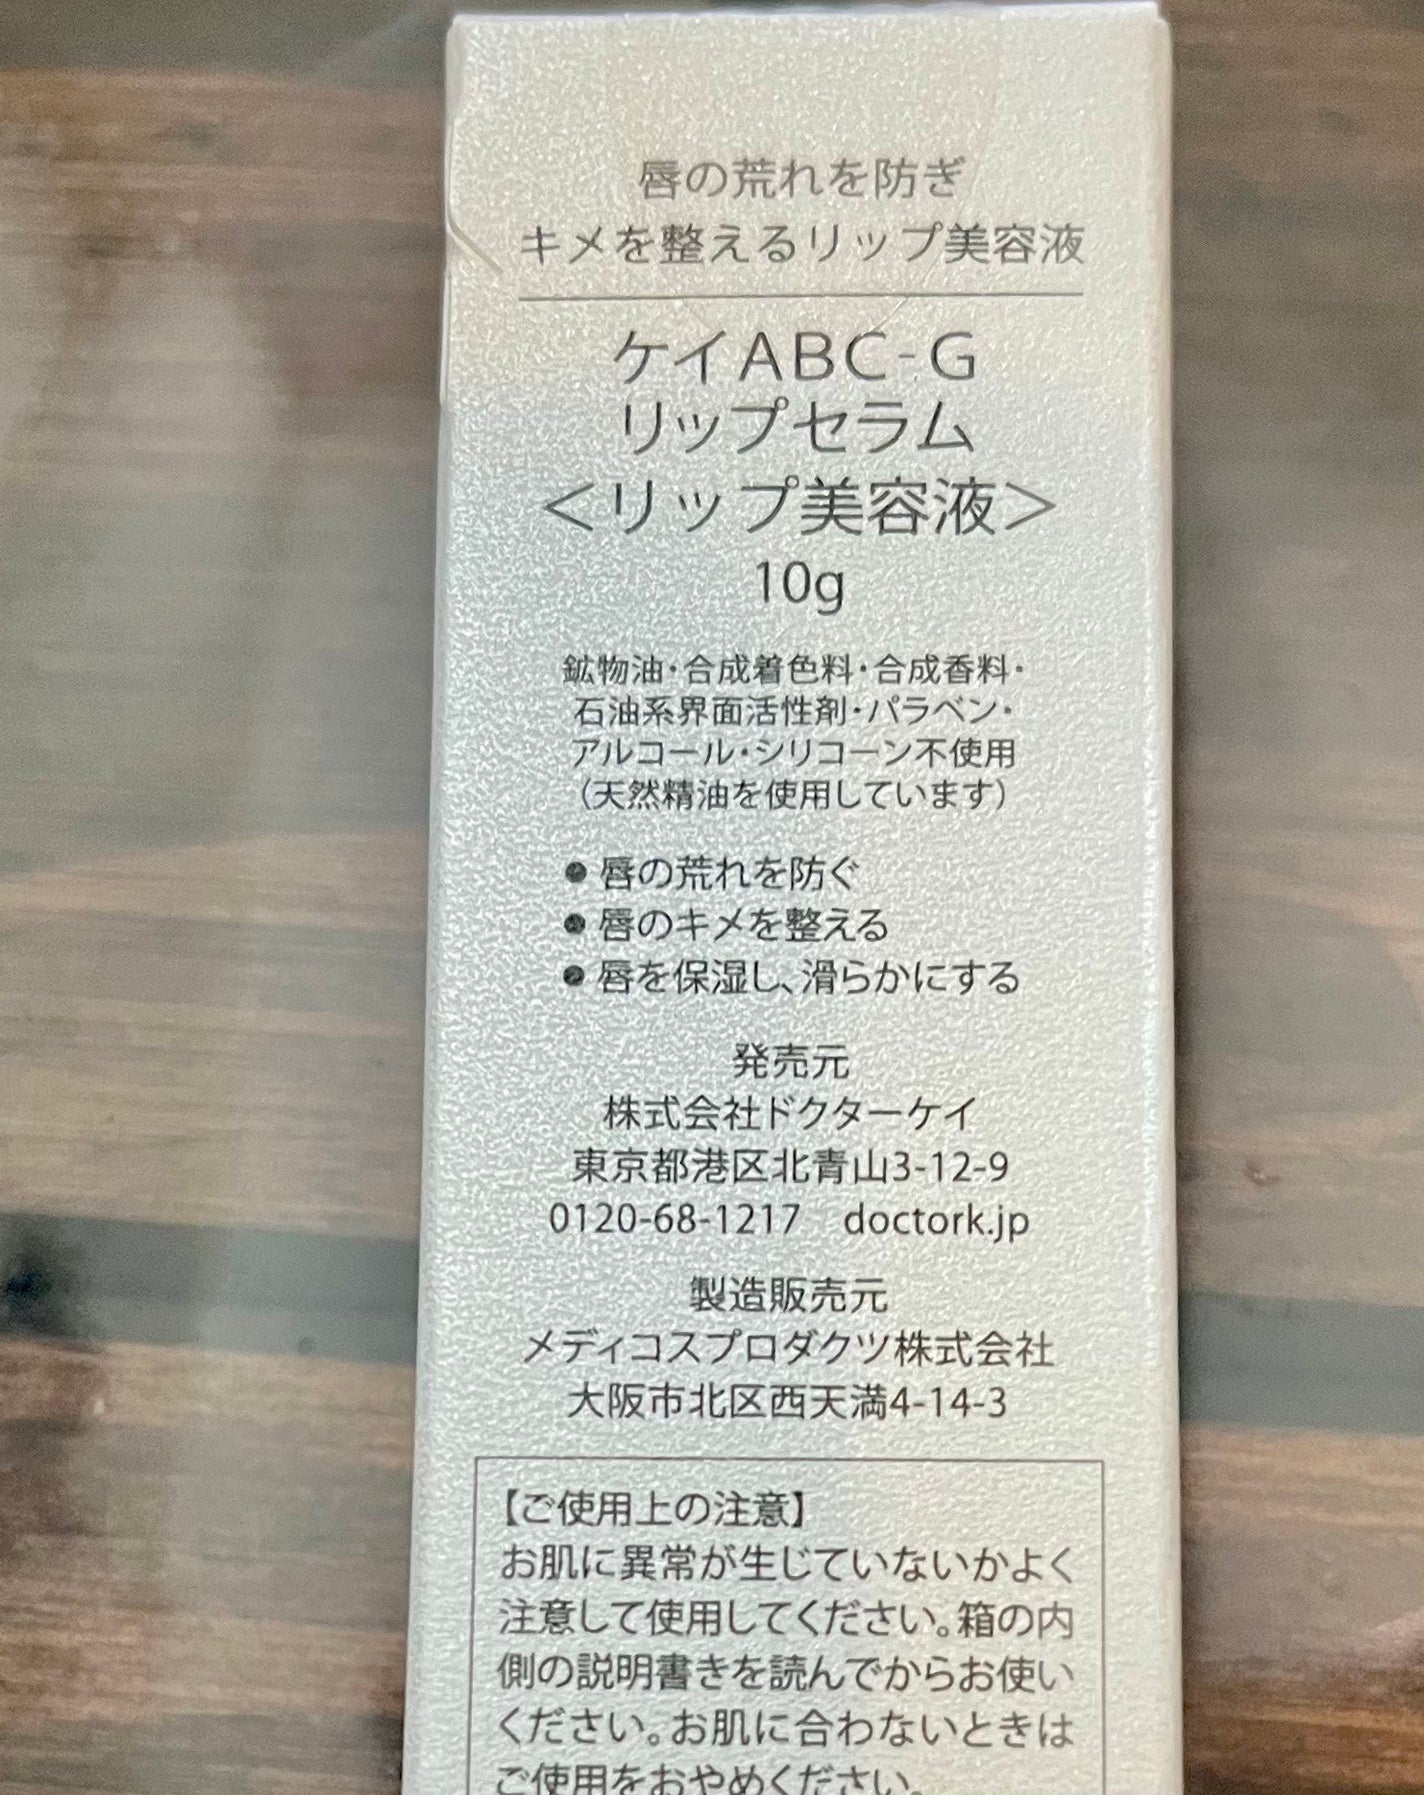 唇の荒れを防ぎ
キメを整えるリップ美容液
ケイABC-G
リップセラム
＜リップ美容液＞
10g
鉱物油・合成着色料・合成香料・
石油系界面活性剤・パラベン・
アルコール・シリコーン不使用
（天然精油を使用しています）
● 唇の荒れを防ぐ
● 唇のキメを整える
● 唇を保湿し、滑らかにする
発売元
株式会社ドクターケイ
東京都港区北青山3-12-9
0120-68-1217 doctork.jp
製造販売元
メディコスプロダクツ株式会社
大阪市北区西天満4-14-3
【ご使用上の注意】
お肌に異常が生じていないかよく
注意して使用してください。箱の内
側の説明書きを読んでからお使い
ください。お肌に合わないときは
ご使用をおやめください。